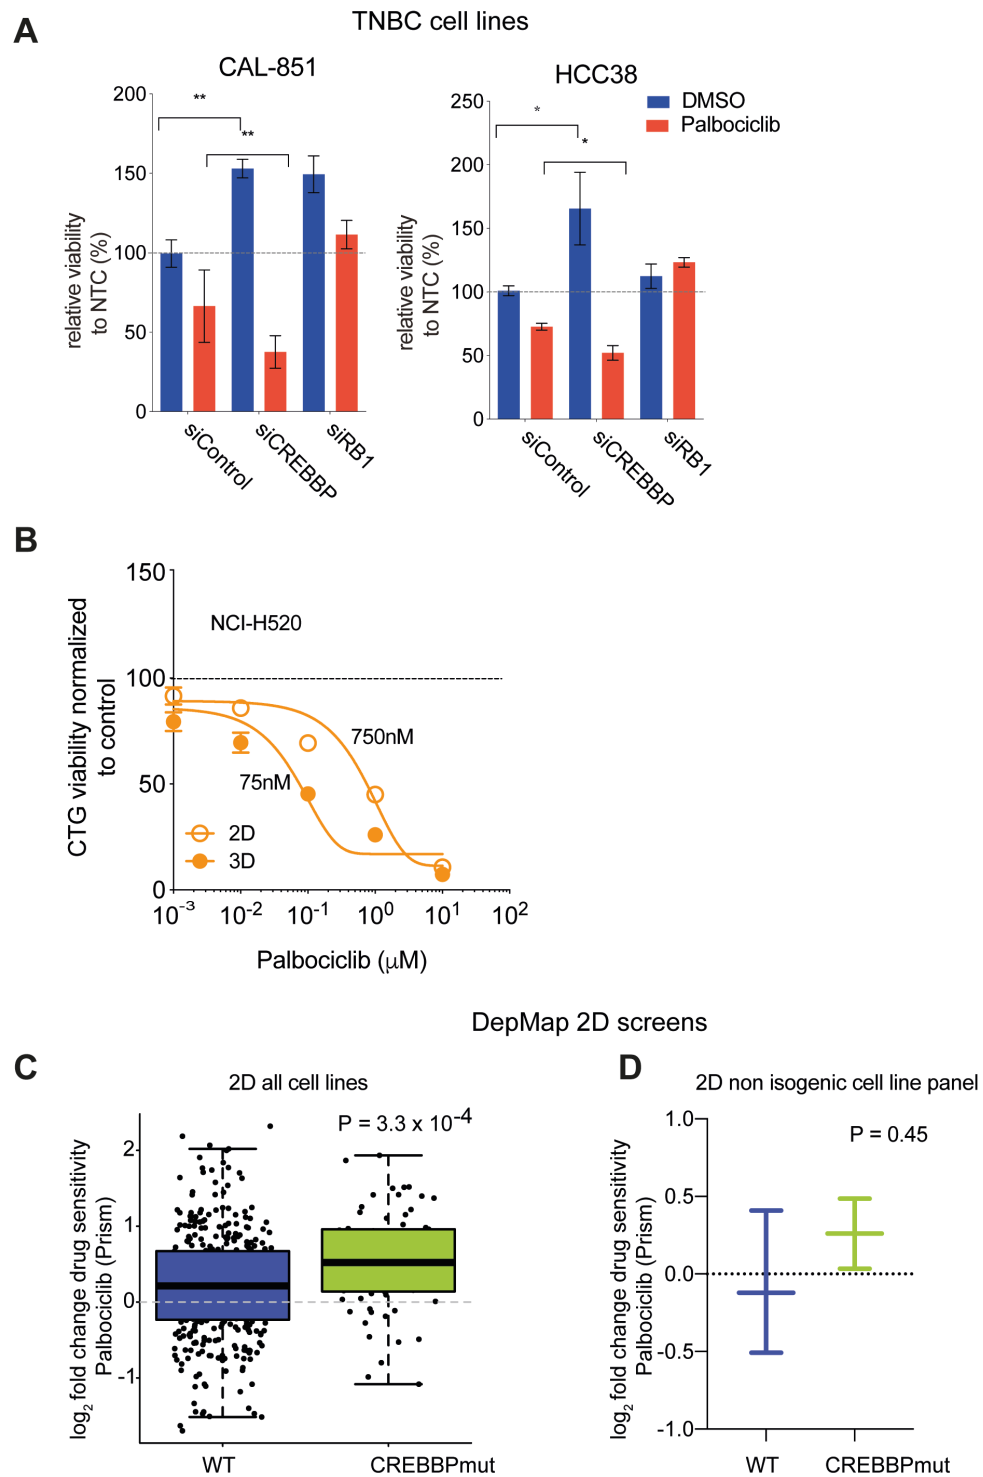 A
TNBC cell lines
CAL-851
HCC38
DMSO
Palbociclib
relative viability
to NTC (%)
200
150
100
50
0
**
**
siControl
siCREBBP
siRB1
relative viability
to NTC (%)
250
200
150
100
50
0
*
*
siControl
siCREBBP
siRB1
B
CTG viability normalized
to control
150
100
50
0
NCI-H520
750nM
75nM
2D
3D
10⁻³ 10⁻² 10⁻¹ 10⁰ 10¹ 10²
Palbociclib (μM)
DepMap 2D screens
C
2D all cell lines
P = 3.3 x 10⁻⁴
log₂ fold change drug sensitivity
Palbociclib (Prism)
2
1
0
-1
WT
CREBBPmut
D
2D non isogenic cell line panel
P = 0.45
log₂ fold change drug sensitivity
Palbociclib (Prism)
1.0
0.5
0.0
-0.5
-1.0
WT
CREBBPmut